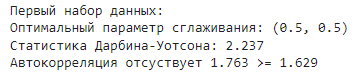 Первый набор данных:
Оптимальный параметр сглаживания: (0.5, 0.5)
Статистика Дарбина-Уотсона: 2.237
Автокорреляция отсуствует 1.763 >= 1.629